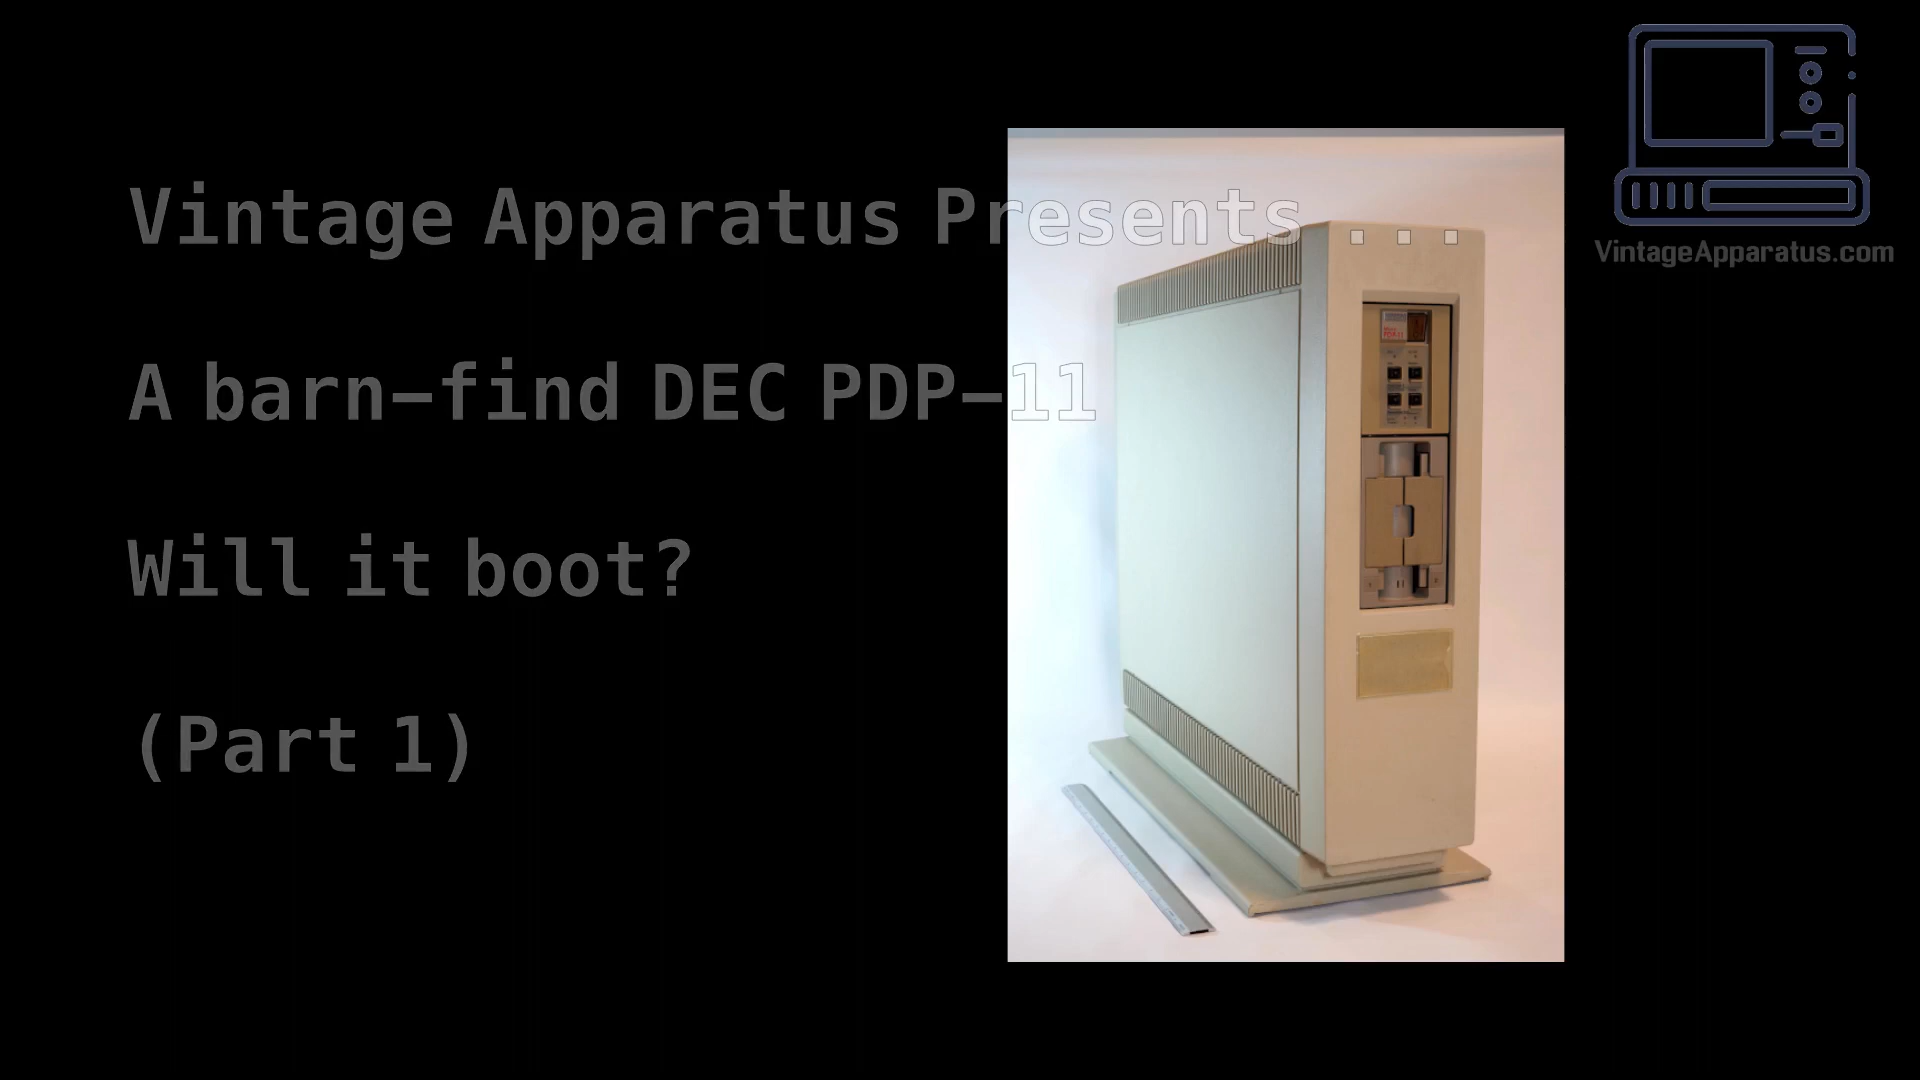 Vintage Apparatus Presents...
A barn-find DEC PDP-11
Will it boot?
(Part 1)
VintageApparatus.com